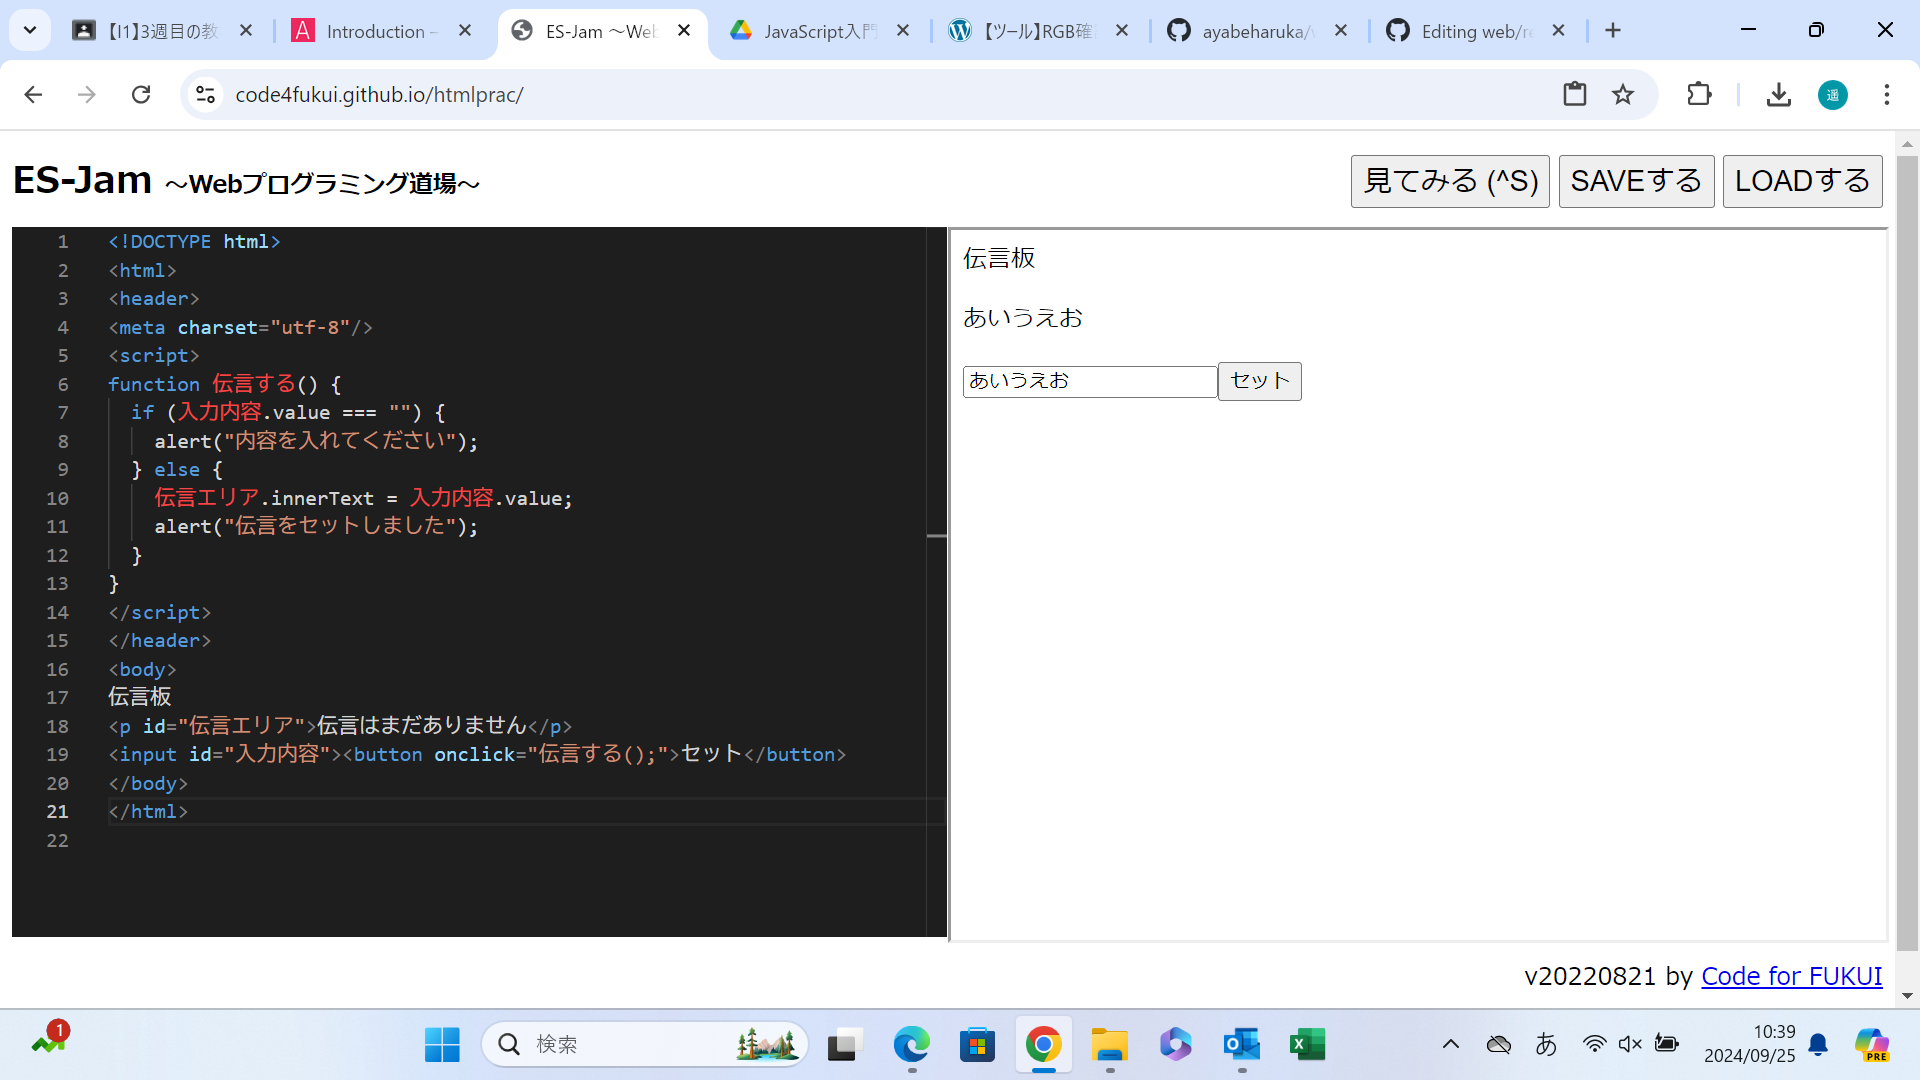 【I1】3週目の教
Introduction –
ES-Jam ～Web
JavaScript入門
【ツール】RGB確
ayabeharuka/
Editing web/re
code4fukui.github.io/htmlprac/
遥
ES-Jam ～Webプログラミング道場～
見てみる (^S)
SAVEする
LOADする
1 <!DOCTYPE html>
2 <html>
3 <header>
4 <meta charset="utf-8"/>
5 <script>
6 function 伝言する() {
7 if (入力内容.value === "") {
8 alert("内容を入れてください");
9 } else {
10 伝言エリア.innerText = 入力内容.value;
11 alert("伝言をセットしました");
12 }
13 }
14 </script>
15 </header>
16 <body>
17 伝言板
18 <p id="伝言エリア">伝言はまだありません</p>
19 <input id="入力内容"><button onclick="伝言する();">セット</button>
20 </body>
21 </html>
22
伝言板
あいうえお
あいうえお
セット
v20220821 by Code for FUKUI
1
検索
あ
10:39
2024/09/25
PRE